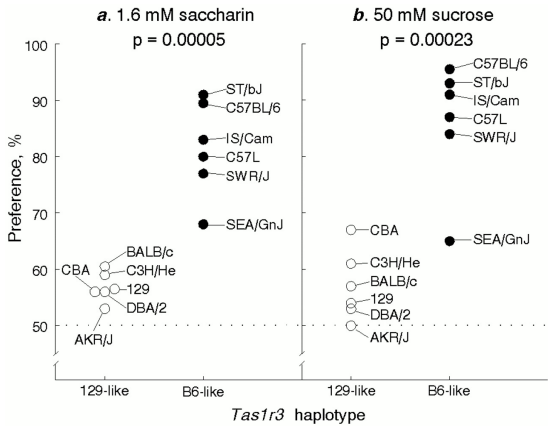 a. 1.6 mM saccharin
p = 0.00005
b. 50 mM sucrose
p = 0.00023
Preference, %
100
90
80
70
60
50
ST/bJ
C57BL/6
IS/Cam
C57L
SWR/J
SEA/GnJ
BALB/c
C3H/He
CBA
129
DBA/2
AKR/J
C57BL/6
ST/bJ
IS/Cam
C57L
SWR/J
SEA/GnJ
CBA
C3H/He
BALB/c
129
DBA/2
AKR/J
129-like
B6-like
129-like
B6-like
Tas1r3 haplotype